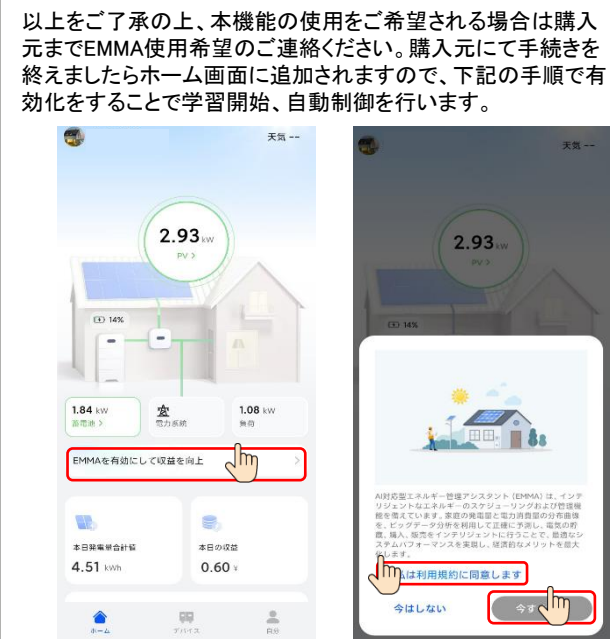 以上をご了承の上、本機能の使用をご希望される場合は購入
元までEMMA使用希望のご連絡ください。購入元にて手続きを
終えましたらホーム画面に追加されますので、下記の手順で有
効化をすることで学習開始、自動制御を行います。
天気 --
2.93 kW
PV >
14%
1.84 kW
蓄電池 >
電力系統
1.08 kW
負荷
EMMAを有効にして収益を向上 >
本日発電量合計値
4.51 kWh
本日の収益
0.60 ¥
ホーム
デバイス
自分
天気 --
2.93 kW
PV >
14%
AI対応型エネルギー管理アシスタント（EMMA）は、インテ
リジェントなエネルギーのスケジューリングおよび管理機
能を備えています。家庭の発電量と電力消費量の分布曲線
を、ビッグデータ分析を利用して正確に予測し、電気の貯
蔵、購入、販売をインテリジェントに行うことで、最適なシ
ステムパフォーマンスを実現し、経済的なメリットを最大
化します。
は利用規約に同意します
今はしない
今す